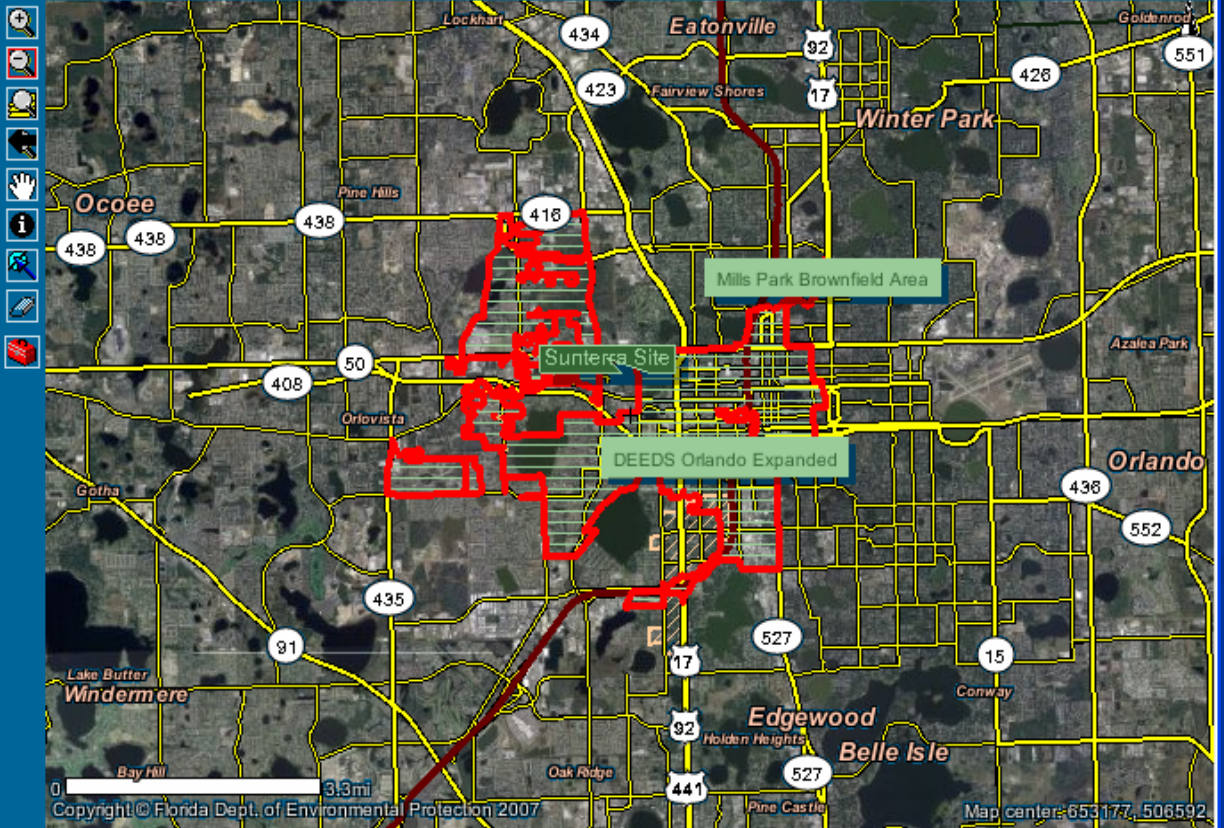 Lockhart
Eatonville
Goldenrod
434
92
551
423
426
Fairview Shores
17
Winter Park
Pine Hills
Ocoee
416
438
438
438
Mills Park Brownfield Area
Azalea Park
Sunterra Site
50
408
Orlovista
DEEDS Orlando Expanded
Orlando
Gotha
436
552
435
527
91
15
17
Lake Butter
Windermere
Conway
Edgewood
92
Holden Heights
Belle Isle
Bay Hill
Oak Ridge
527
0
3.3mi
441
Pine Castle
Copyright © Florida Dept. of Environmental Protection 2007
Map center: 653177, 506592